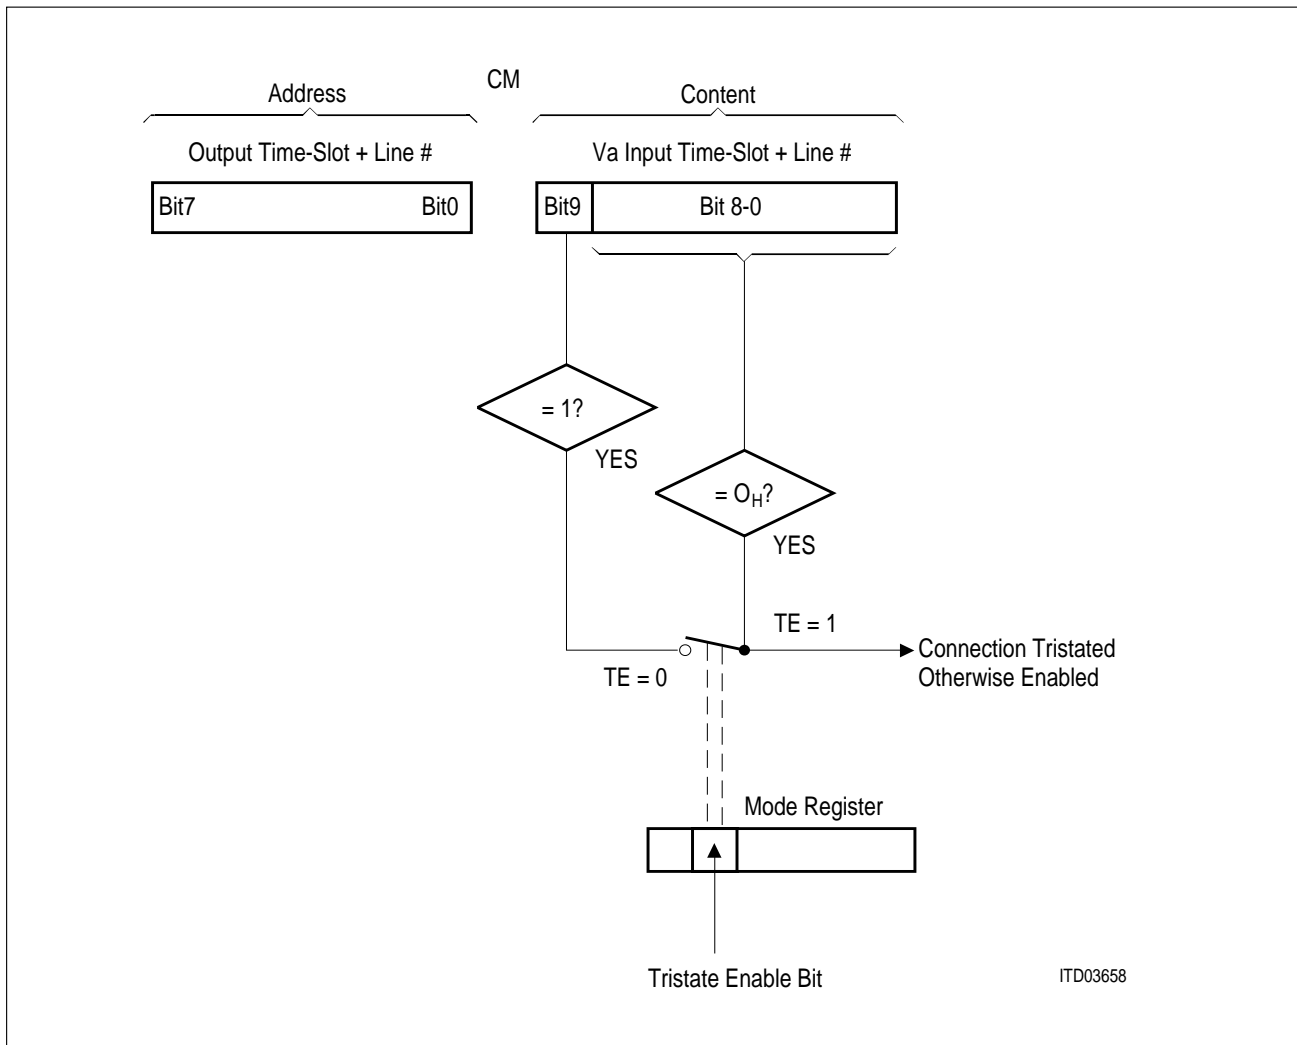 CM
Address
Content
Output Time-Slot + Line #
Va Input Time-Slot + Line #
Bit7
Bit0
Bit9
Bit 8-0
= 1?
YES
= OH?
YES
TE = 1
TE = 0
Connection Tristated
Otherwise Enabled
Mode Register
Tristate Enable Bit
ITD03658